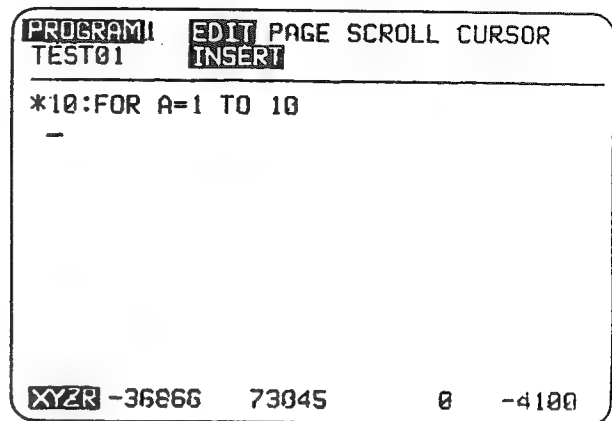 PROGRAM1 EDIT PAGE SCROLL CURSOR
TEST01 INSERT
*10:FOR A=1 TO 10
XYZR -36866 73045 0 -4100